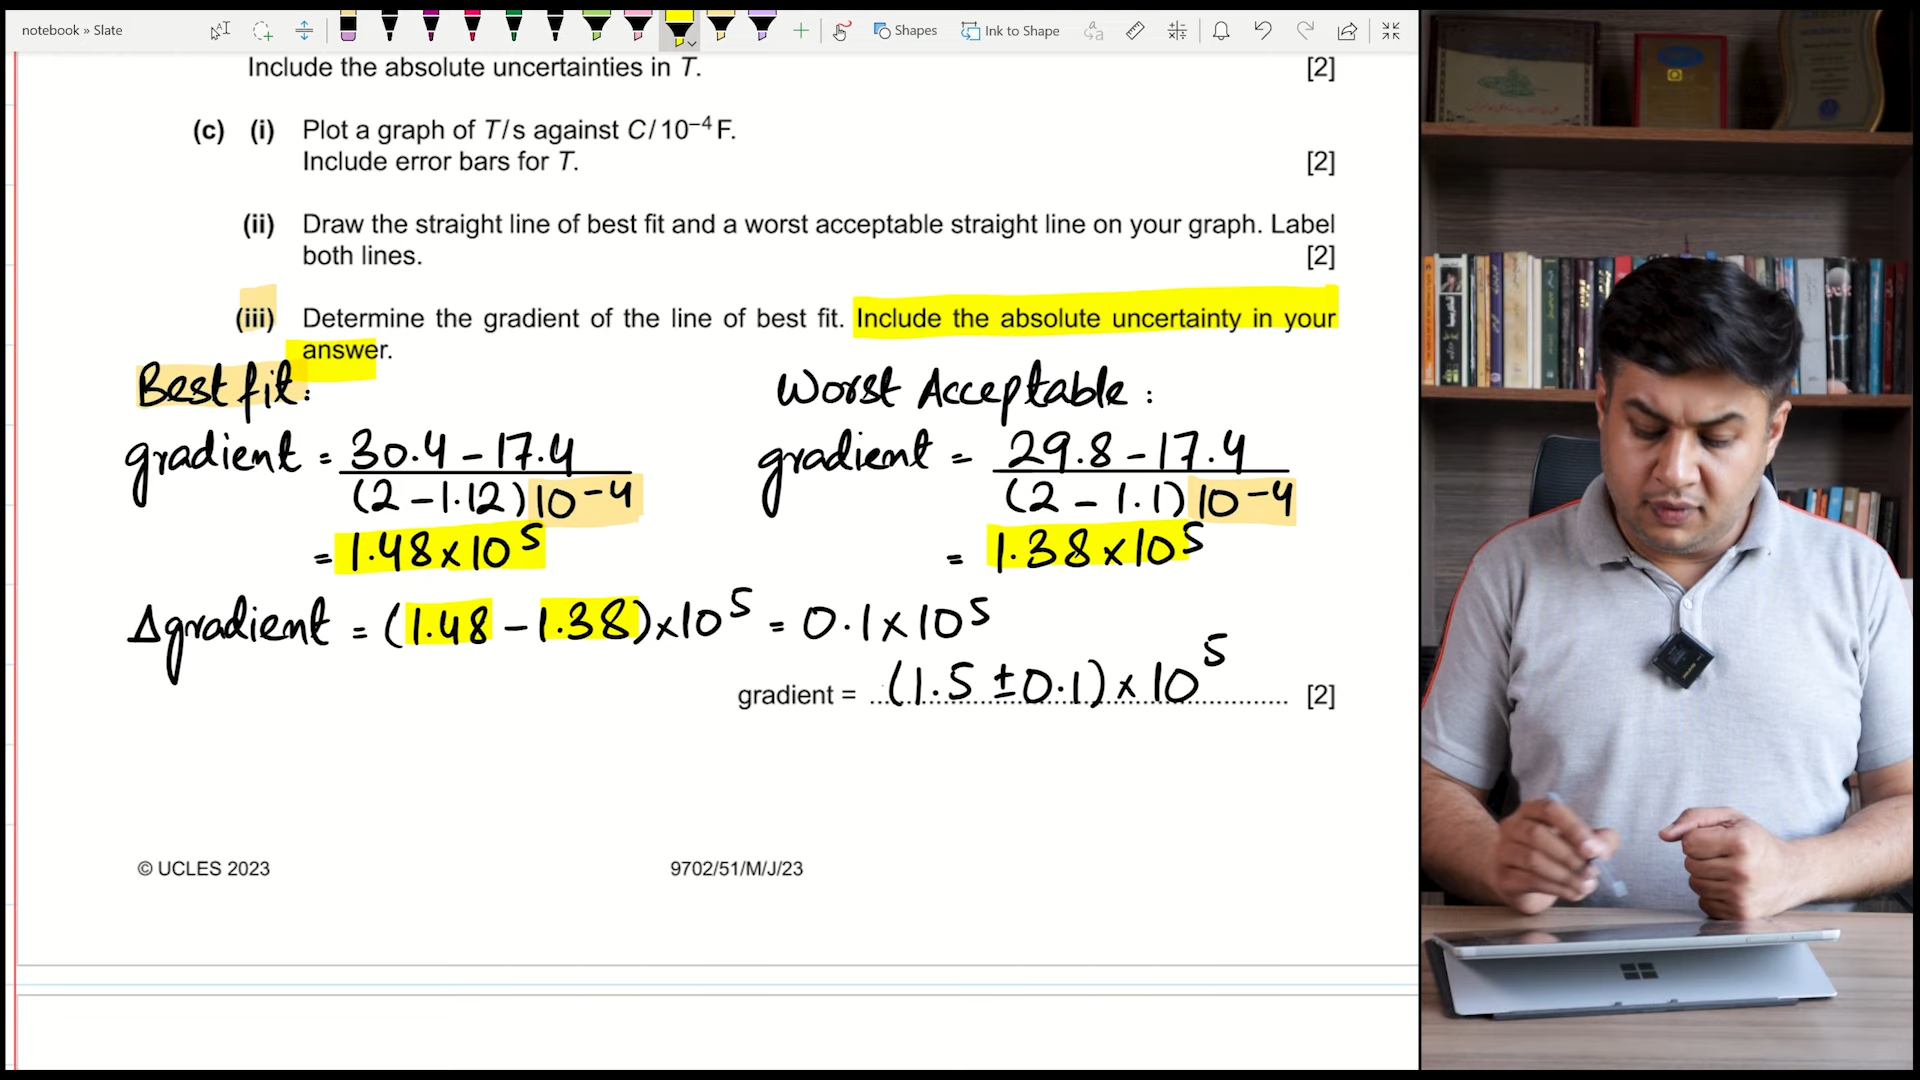 notebook » Slate
Shapes
Ink to Shape
Include the absolute uncertainties in T. [2]
(c) (i) Plot a graph of T/s against C/10⁻⁴F.
Include error bars for T. [2]
(ii) Draw the straight line of best fit and a worst acceptable straight line on your graph. Label
both lines. [2]
(iii) Determine the gradient of the line of best fit. Include the absolute uncertainty in your
answer.
Best fit:
gradient = 30.4 – 17.4
(2 – 1.12) 10⁻⁴
= 1.48 × 10⁵
Worst Acceptable :
gradient = 29.8 – 17.4
(2 – 1.1) 10⁻⁴
= 1.38 × 10⁵
Δgradient = (1.48 – 1.38) × 10⁵ = 0.1 × 10⁵
gradient = (1.5 ± 0.1) × 10⁵ [2]
© UCLES 2023
9702/51/M/J/23